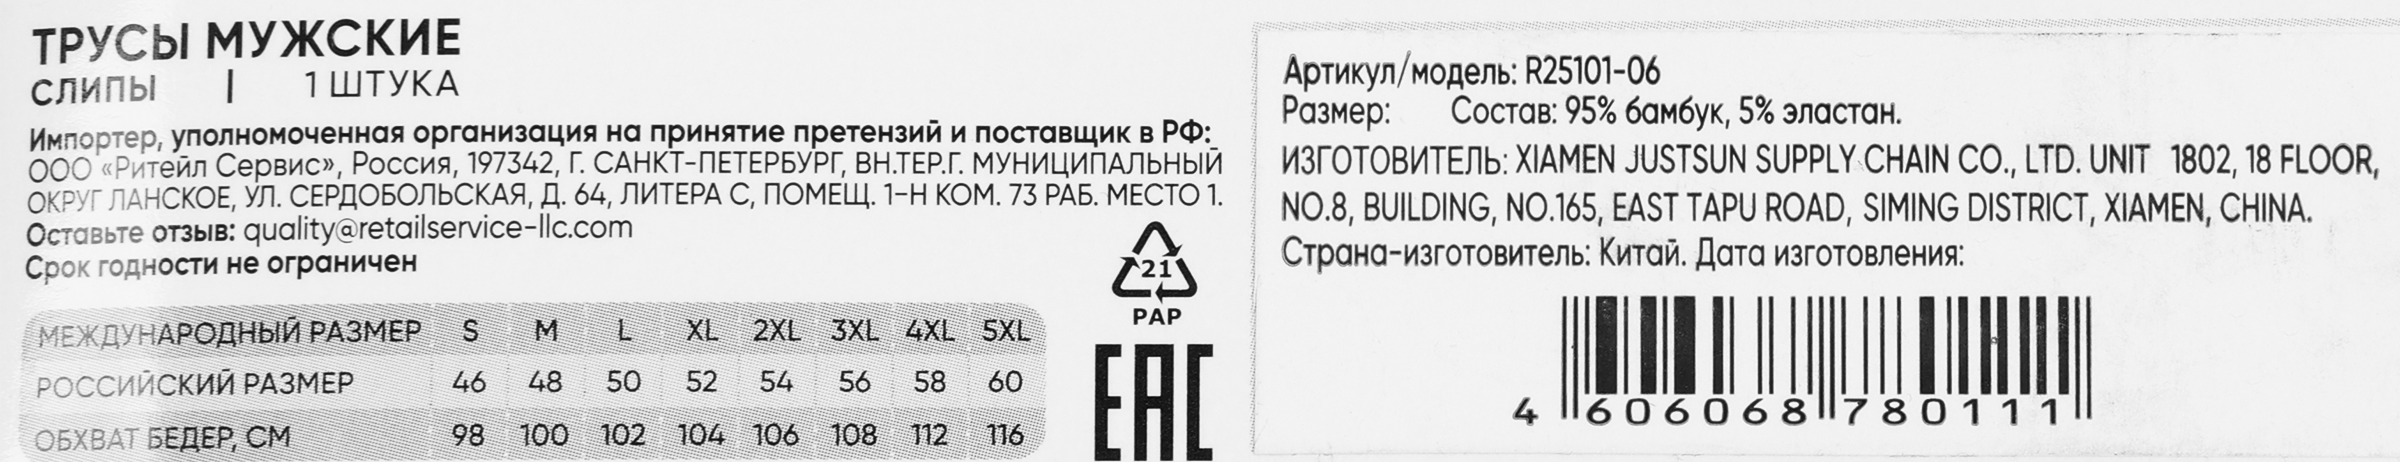 ТРУСЫ МУЖСКИЕ
СЛИПЫ | 1 ШТУКА
Импортер, уполномоченная организация на принятие претензий и поставщик в РФ:
ООО «Ритейл Сервис», Россия, 197342, Г. САНКТ-ПЕТЕРБУРГ, ВН.ТЕР.Г. МУНИЦИПАЛЬНЫЙ
ОКРУГ ЛАНСКОЕ, УЛ. СЕРДОБОЛЬСКАЯ, Д. 64, ЛИТЕРА С, ПОМЕЩ. 1-Н КОМ. 73 РАБ. МЕСТО 1.
Оставьте отзыв: quality@retailservice-llc.com
Срок годности не ограничен
МЕЖДУНАРОДНЫЙ РАЗМЕР S M L XL 2XL 3XL 4XL 5XL
РОССИЙСКИЙ РАЗМЕР 46 48 50 52 54 56 58 60
ОБХВАТ БЕДЕР, СМ 98 100 102 104 106 108 112 116
21
PAP
EAC
Артикул/модель: R25101-06
Размер: Состав: 95% бамбук, 5% эластан.
ИЗГОТОВИТЕЛЬ: XIAMEN JUSTSUN SUPPLY CHAIN CO., LTD. UNIT 1802, 18 FLOOR,
NO.8, BUILDING, NO.165, EAST TAPU ROAD, SIMING DISTRICT, XIAMEN, CHINA.
Страна-изготовитель: Китай. Дата изготовления:
4 606068 780111